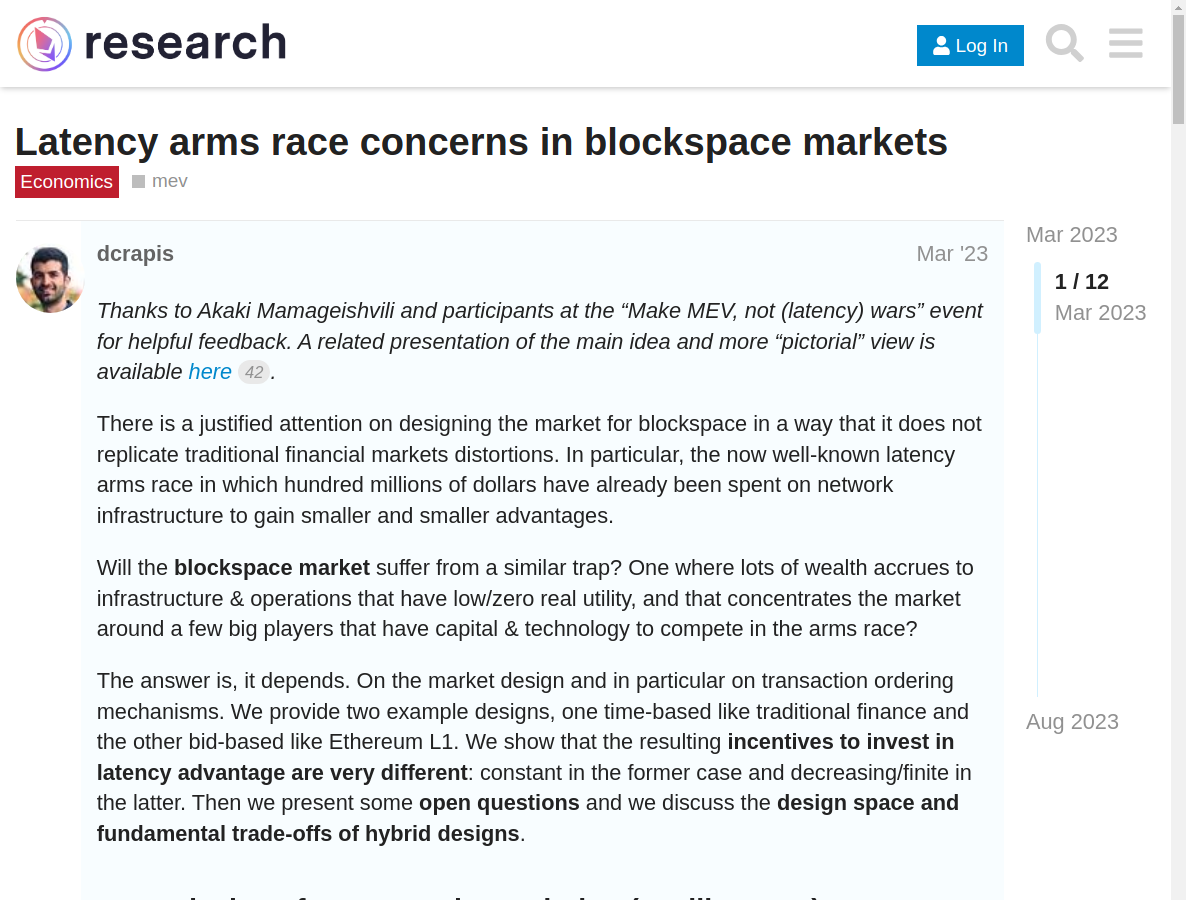 research
Log In
Latency arms race concerns in blockspace markets
Economics mev
dcrapis Mar '23
Mar 2023
1 / 12
Mar 2023
Thanks to Akaki Mamageishvili and participants at the “Make MEV, not (latency) wars” event
for helpful feedback. A related presentation of the main idea and more “pictorial” view is
available here 42 .
There is a justified attention on designing the market for blockspace in a way that it does not
replicate traditional financial markets distortions. In particular, the now well-known latency
arms race in which hundred millions of dollars have already been spent on network
infrastructure to gain smaller and smaller advantages.
Will the blockspace market suffer from a similar trap? One where lots of wealth accrues to
infrastructure & operations that have low/zero real utility, and that concentrates the market
around a few big players that have capital & technology to compete in the arms race?
The answer is, it depends. On the market design and in particular on transaction ordering
mechanisms. We provide two example designs, one time-based like traditional finance and
the other bid-based like Ethereum L1. We show that the resulting incentives to invest in
latency advantage are very different: constant in the former case and decreasing/finite in
the latter. Then we present some open questions and we discuss the design space and
fundamental trade-offs of hybrid designs.
Aug 2023